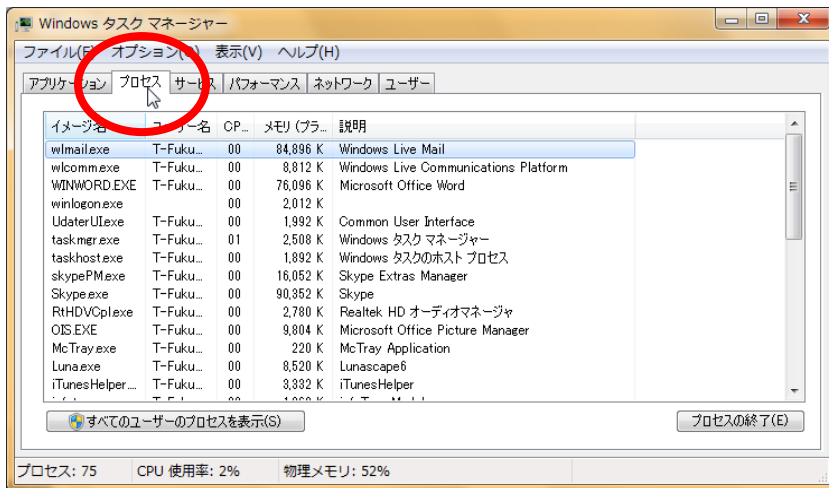 Windows タスク マネージャー
ファイル(F) オプション(O) 表示(V) ヘルプ(H)
アプリケーション プロセス サービス パフォーマンス ネットワーク ユーザー
イメージ名 ユーザー名 CP... メモリ (プラ... 説明
wlmail.exe T-Fuku... 00 84,896 K Windows Live Mail
wlcomm.exe T-Fuku... 00 8,812 K Windows Live Communications Platform
WINWORD.EXE T-Fuku... 00 76,096 K Microsoft Office Word
winlogon.exe 00 2,012 K
UdaterUI.exe T-Fuku... 00 1,992 K Common User Interface
taskmgr.exe T-Fuku... 01 2,508 K Windows タスク マネージャー
taskhost.exe T-Fuku... 00 1,892 K Windows タスクのホスト プロセス
skypePM.exe T-Fuku... 00 16,052 K Skype Extras Manager
Skype.exe T-Fuku... 00 90,352 K Skype
RtHDVCpl.exe T-Fuku... 00 2,780 K Realtek HD オーディオマネージャ
OIS.EXE T-Fuku... 00 9,804 K Microsoft Office Picture Manager
McTray.exe T-Fuku... 00 220 K McTray Application
Luna.exe T-Fuku... 00 8,520 K Lunascape6
iTunesHelper.... T-Fuku... 00 3,332 K iTunesHelper
すべてのユーザーのプロセスを表示(S) プロセスの終了(E)
プロセス: 75 CPU 使用率: 2% 物理メモリ: 52%